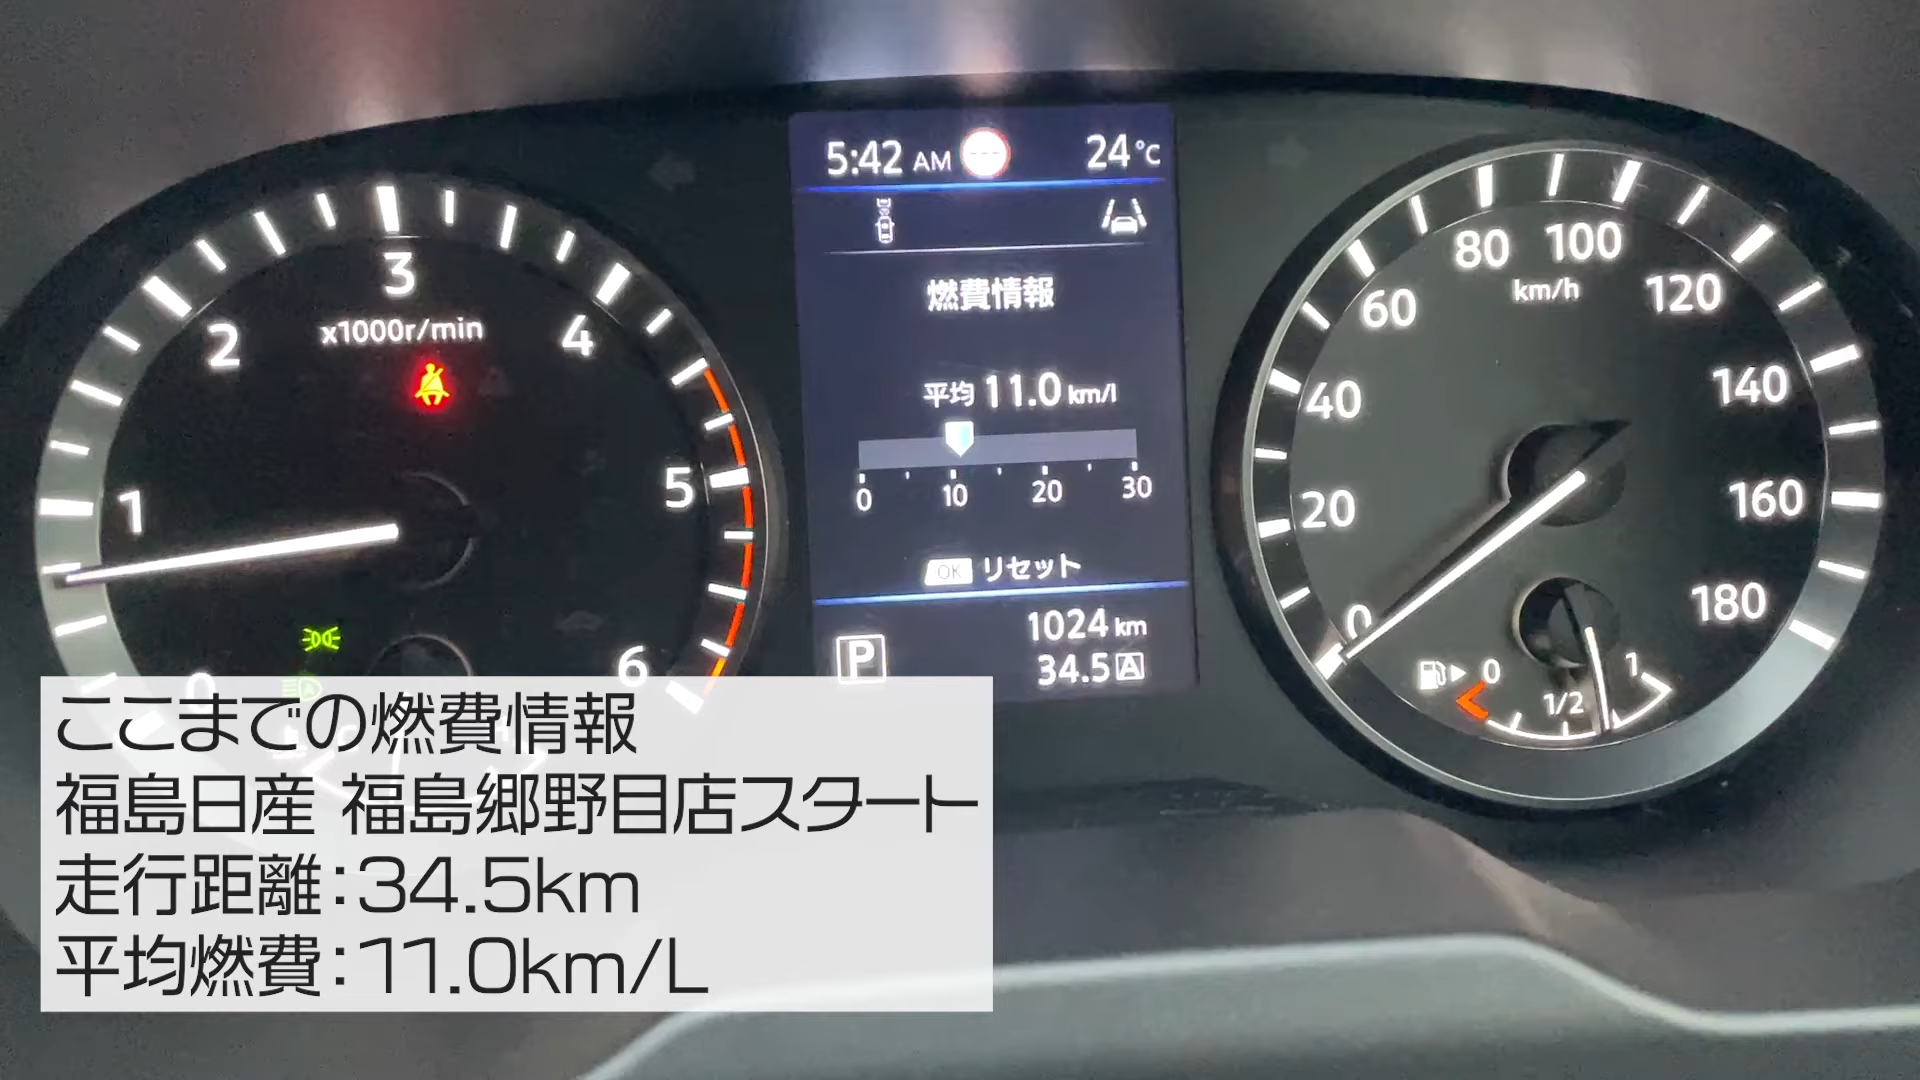 5:42 AM 24°C
燃費情報
平均 11.0 km/l
0 10 20 30
OK リセット
P 1024 km
34.5 A
0 1 2 3 4 5 6
x1000r/min
0 20 40 60 80 100 120 140 160 180
km/h
0 1/2 1
ここまでの燃費情報
福島日産 福島郷野目店スタート
走行距離:34.5km
平均燃費:11.0km/L